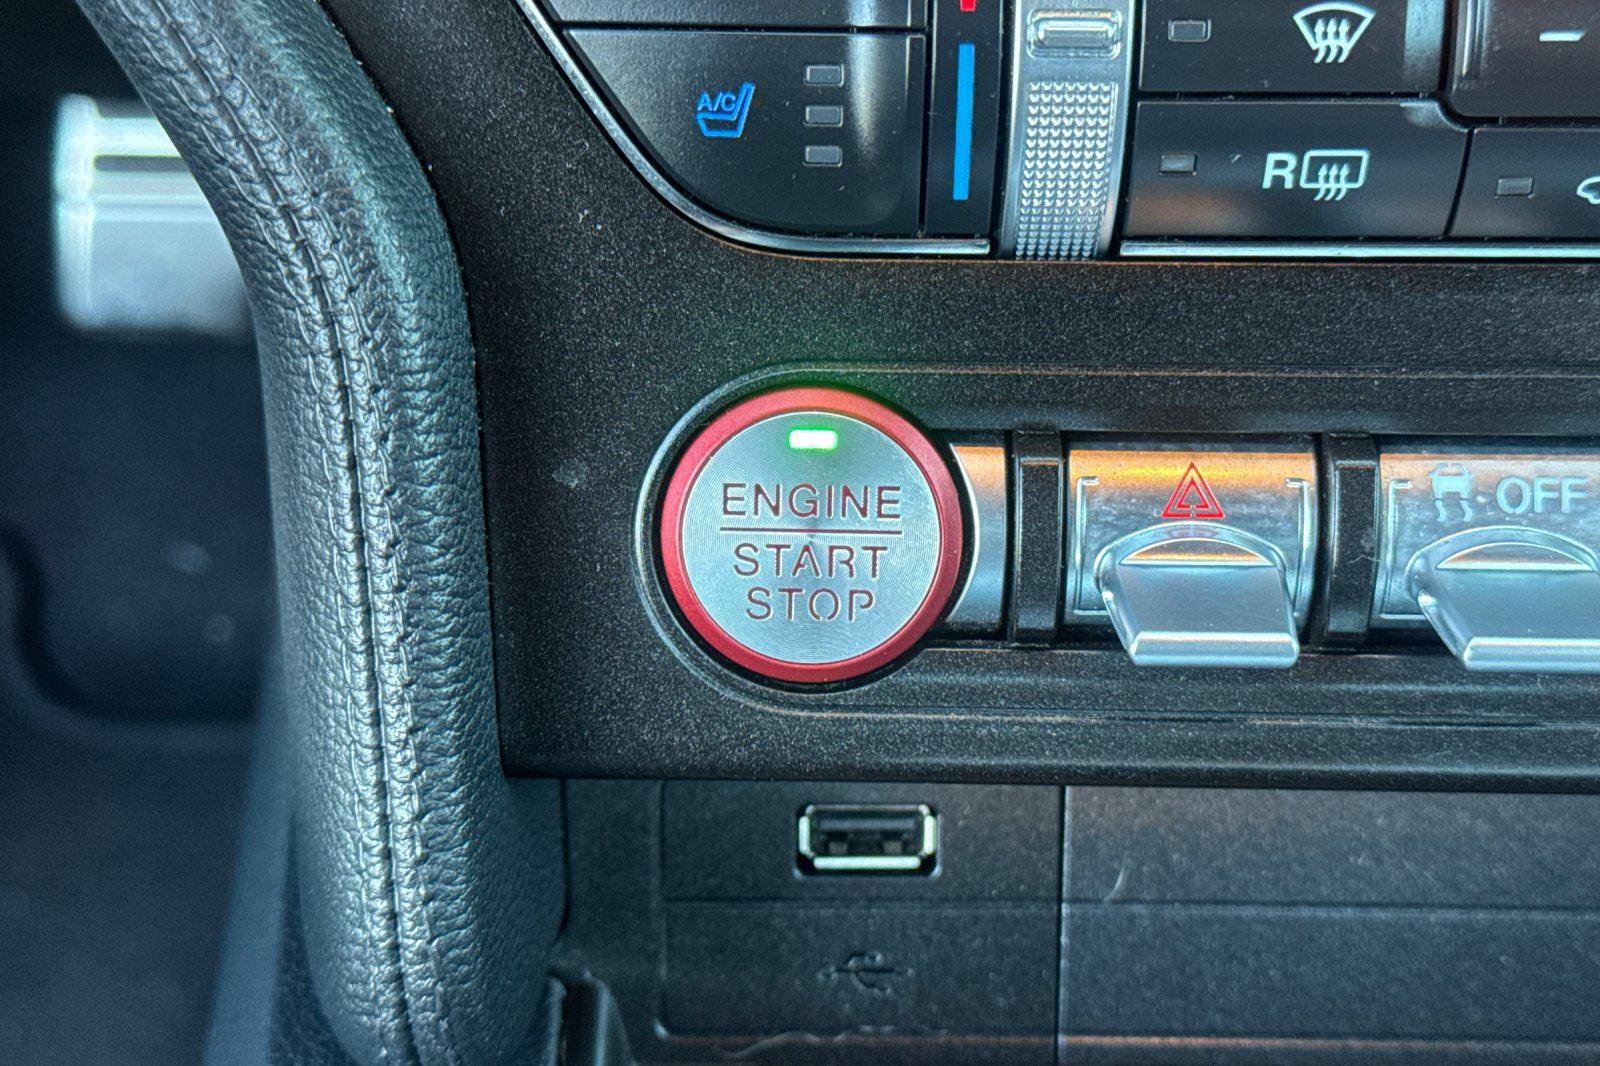 A/C
R
ENGINE
START
STOP
OFF